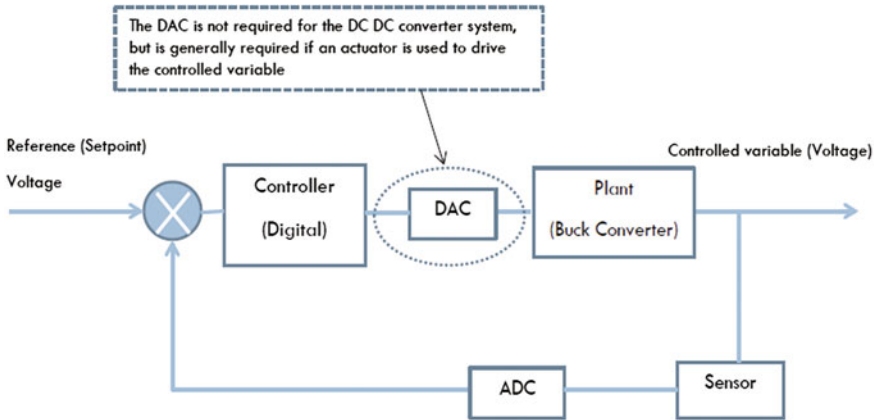 The DAC is not required for the DC DC converter system,
but is generally required if an actuator is used to drive
the controlled variable
Reference (Setpoint)
Voltage
Controller
(Digital)
DAC
Plant
(Buck Converter)
Controlled variable (Voltage)
ADC
Sensor